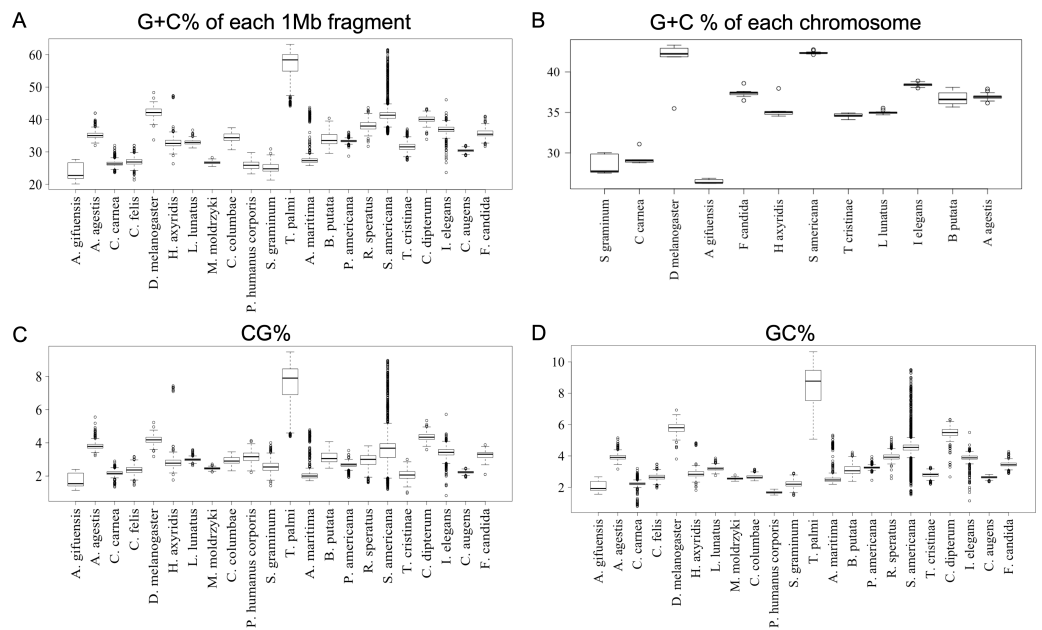 A
G+C% of each 1Mb fragment
60
50
40
30
20
A. gifuensis
A. agestis
C. carnea
C. felis
D. melanogaster
H. axyridis
L. lunatus
M. moldrzyki
C. columbae
P. humanus corporis
S. graminum
T. palmi
A. maritima
B. putata
P. americana
R. speratus
S. americana
T. cristinae
C. dipterum
I. elegans
C. augens
F. candida
B
G+C % of each chromosome
40
35
30
S graminum
C carnea
D melanogaster
A gifuensis
F candida
H axyridis
S americana
T cristinae
L lunatus
I elegans
B putata
A agestis
C
CG%
8
6
4
2
A. gifuensis
A. agestis
C. carnea
C. felis
D. melanogaster
H. axyridis
L. lunatus
M. moldrzyki
C. columbae
P. humanus corporis
S. graminum
T. palmi
A. maritima
B. putata
P. americana
R. speratus
S. americana
T. cristinae
C. dipterum
I. elegans
C. augens
F. candida
D
GC%
10
8
6
4
2
A. gifuensis
A. agestis
C. carnea
C. felis
D. melanogaster
H. axyridis
L. lunatus
M. moldrzyki
C. columbae
P. humanus corporis
S. graminum
T. palmi
A. maritima
B. putata
P. americana
R. speratus
S. americana
T. cristinae
C. dipterum
I. elegans
C. augens
F. candida